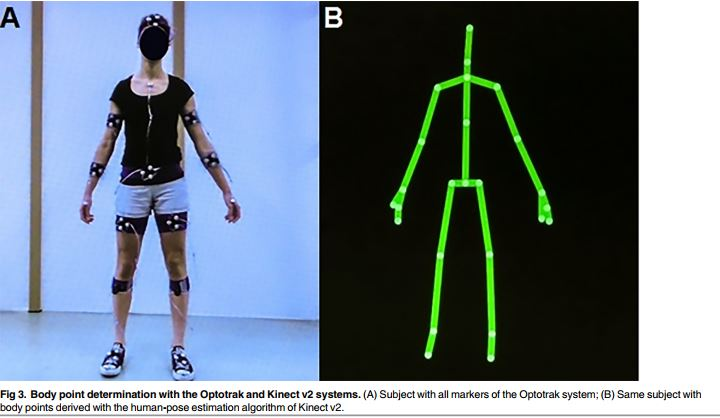 A
B
Fig 3. Body point determination with the Optotrak and Kinect v2 systems. (A) Subject with all markers of the Optotrak system; (B) Same subject with
body points derived with the human-pose estimation algorithm of Kinect v2.